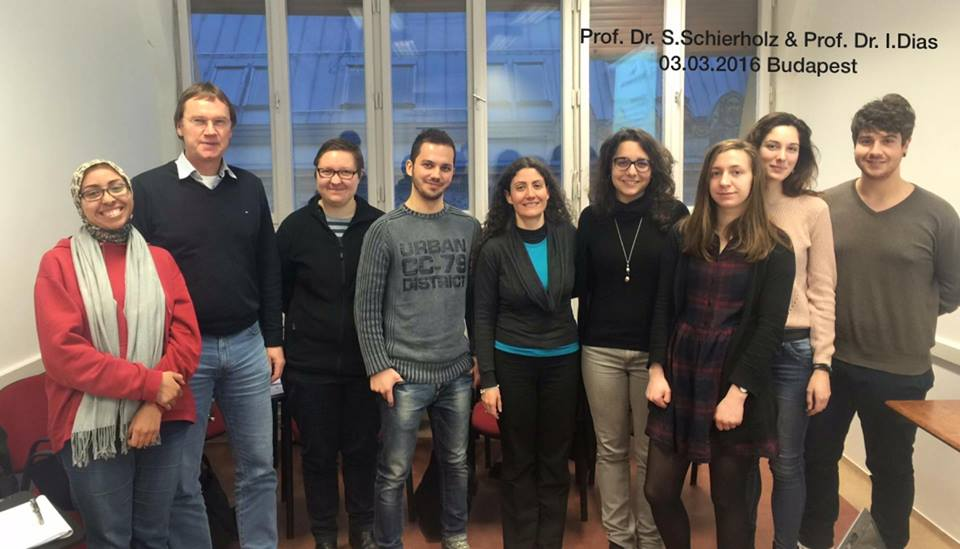 Prof. Dr. S.Schierholz & Prof. Dr. I.Dias
03.03.2016 Budapest
URBAN
CC-79
DISTRICT